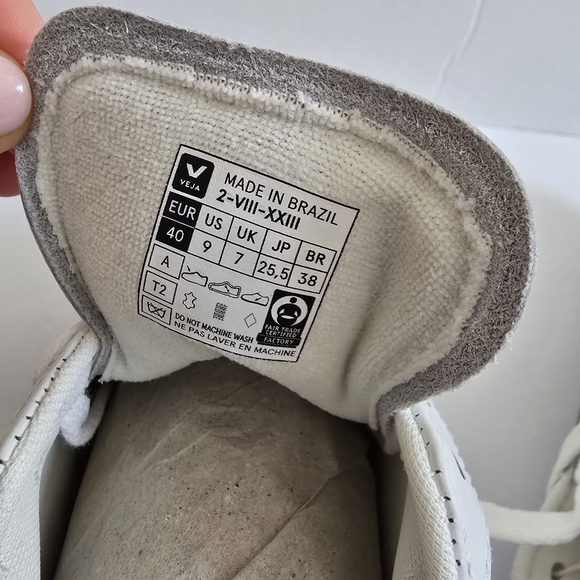 VEJA
MADE IN BRAZIL
2-VIII-XXIII
EUR US UK JP BR
40 9 7 25,5 38
A
T2
FAIR TRADE
CERTIFIED
FACTORY
DO NOT MACHINE WASH
NE PAS LAVER EN MACHINE